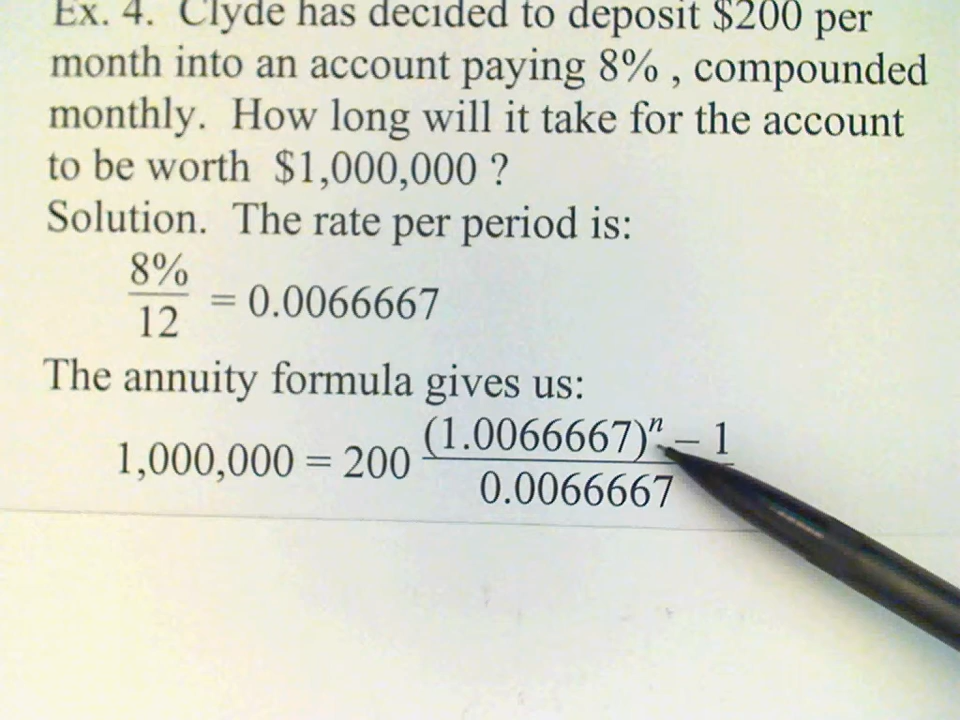 Ex. 4. Clyde has decided to deposit $200 per
month into an account paying 8% , compounded
monthly. How long will it take for the account
to be worth $1,000,000 ?
Solution. The rate per period is:
8%
12
= 0.0066667
The annuity formula gives us:
1,000,000 = 200
(1.0066667)ⁿ – 1
0.0066667